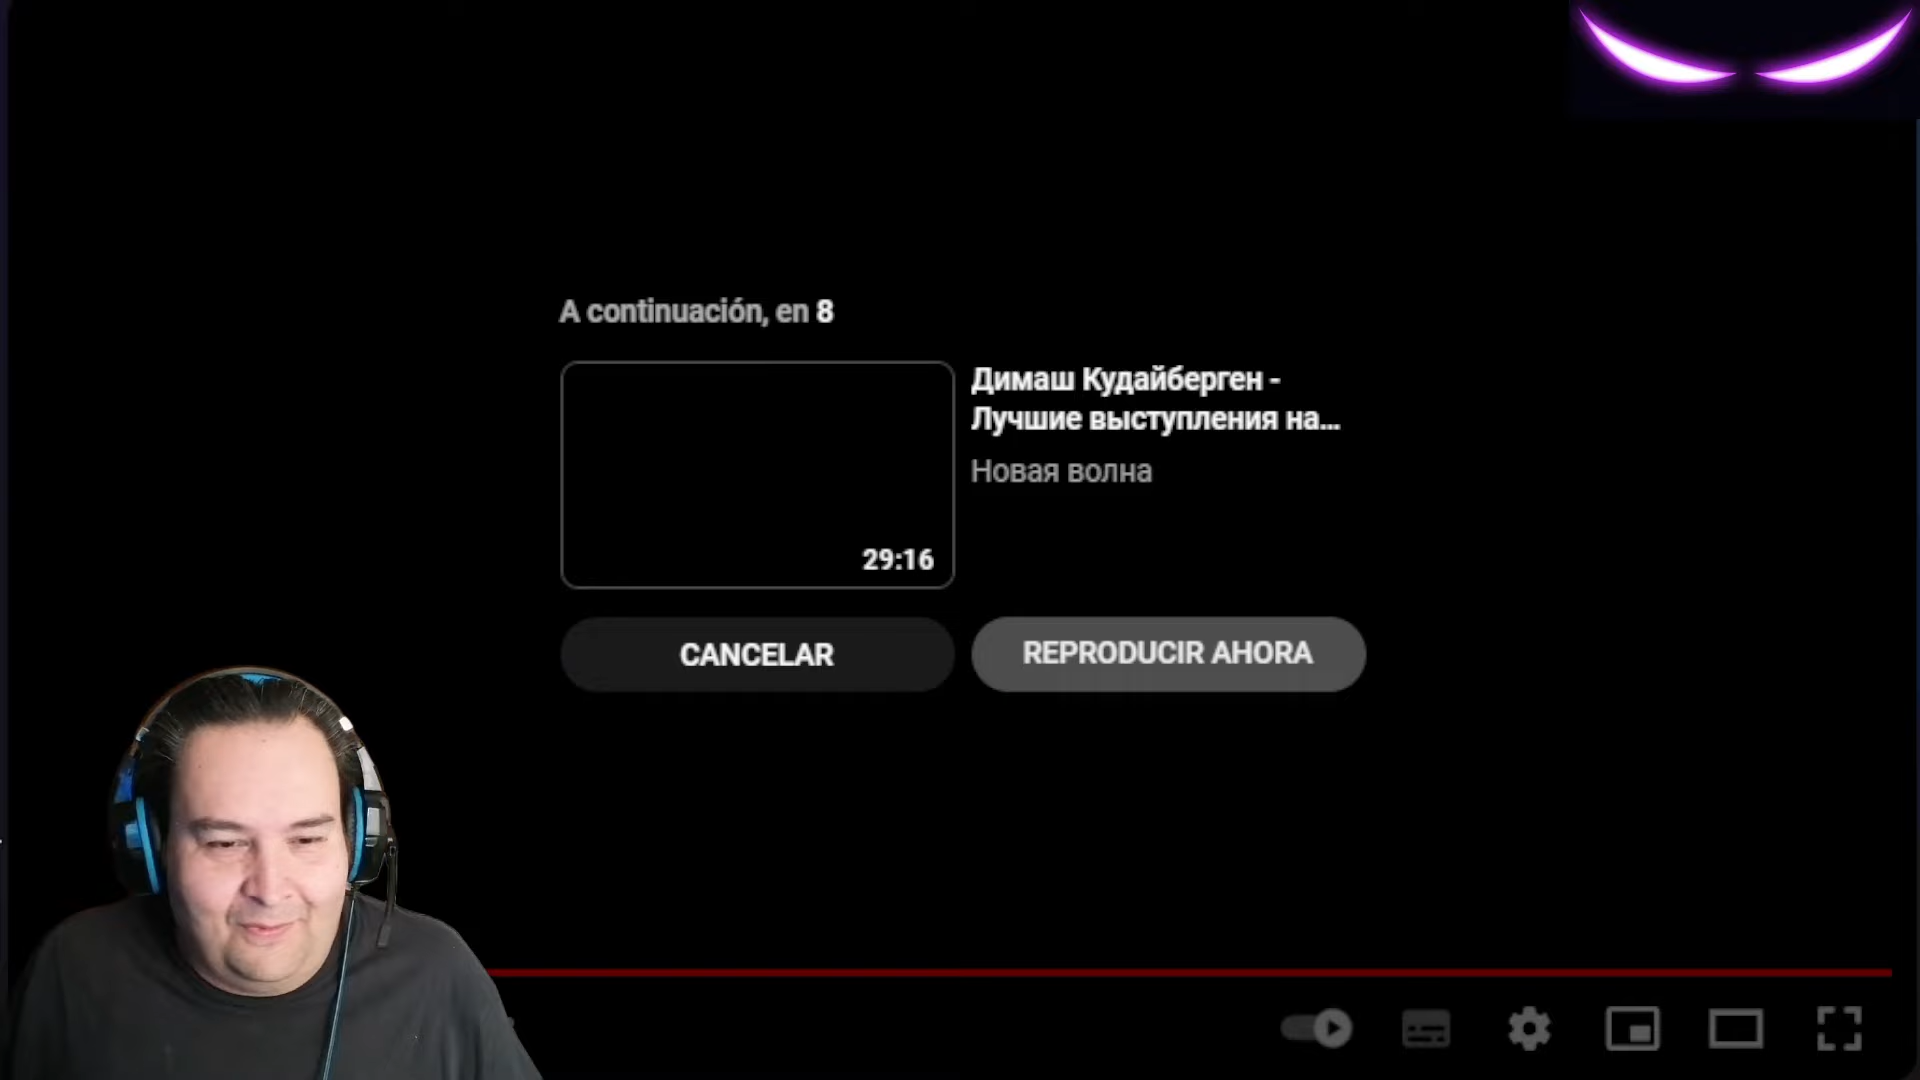 A continuación, en 8
Димаш Кудайберген -
Лучшие выступления на...
Новая волна
29:16
CANCELAR
REPRODUCIR AHORA